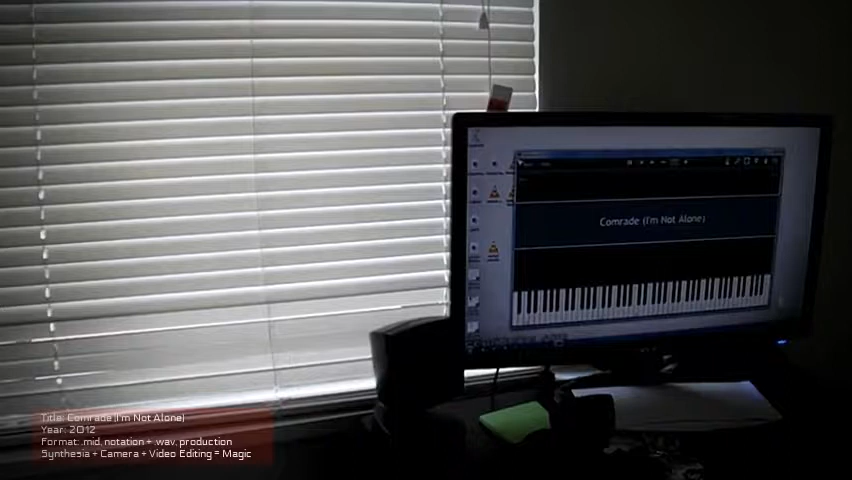 Comrade (I'm Not Alone)
Title: Comrade (I'm Not Alone)
Year: 2012
Format: .mid, notation + .wav, production
Synthesia + Camera + Video Editing = Magic